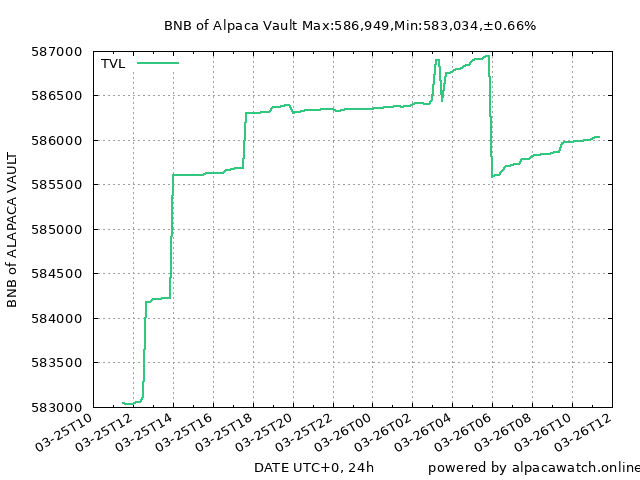 BNB of Alpaca Vault Max:586,949,Min:583,034,±0.66%
TVL
BNB of ALAPACA VAULT
587000
586500
586000
585500
585000
584500
584000
583500
583000
03-25T10
03-25T12
03-25T14
03-25T16
03-25T18
03-25T20
03-25T22
03-26T00
03-26T02
03-26T04
03-26T06
03-26T08
03-26T10
03-26T12
DATE UTC+0, 24h
powered by alpacawatch.online